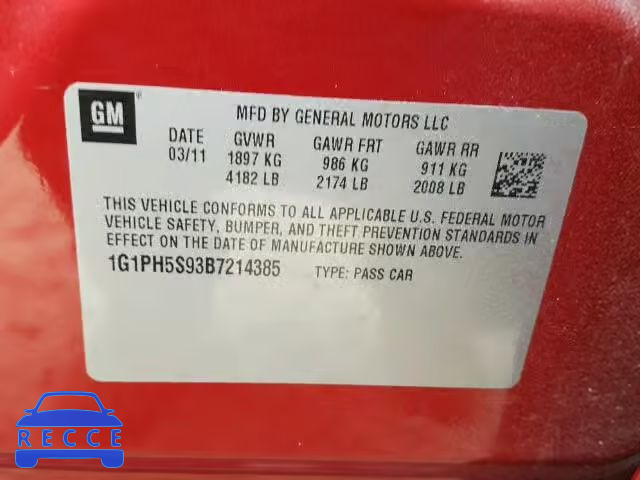 GM
®
MFD BY GENERAL MOTORS LLC
DATE GVWR GAWR FRT GAWR RR
03/11 1897 KG 986 KG 911 KG
4182 LB 2174 LB 2008 LB
THIS VEHICLE CONFORMS TO ALL APPLICABLE U.S. FEDERAL MOTOR
VEHICLE SAFETY, BUMPER, AND THEFT PREVENTION STANDARDS IN
EFFECT ON THE DATE OF MANUFACTURE SHOWN ABOVE.
1G1PH5S93B7214385 TYPE: PASS CAR
RECCE